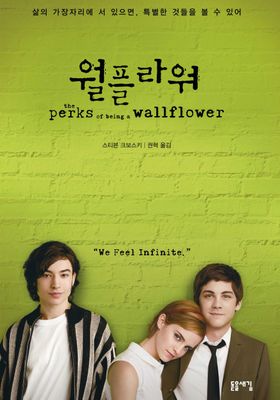 삶의 가장자리에 서 있으면, 특별한 것들을 볼 수 있어
월플라워
the
perks of being a wallflower
스티븐 크보스키 | 권혁 옮김
"We Feel Infinite."
돋을새김